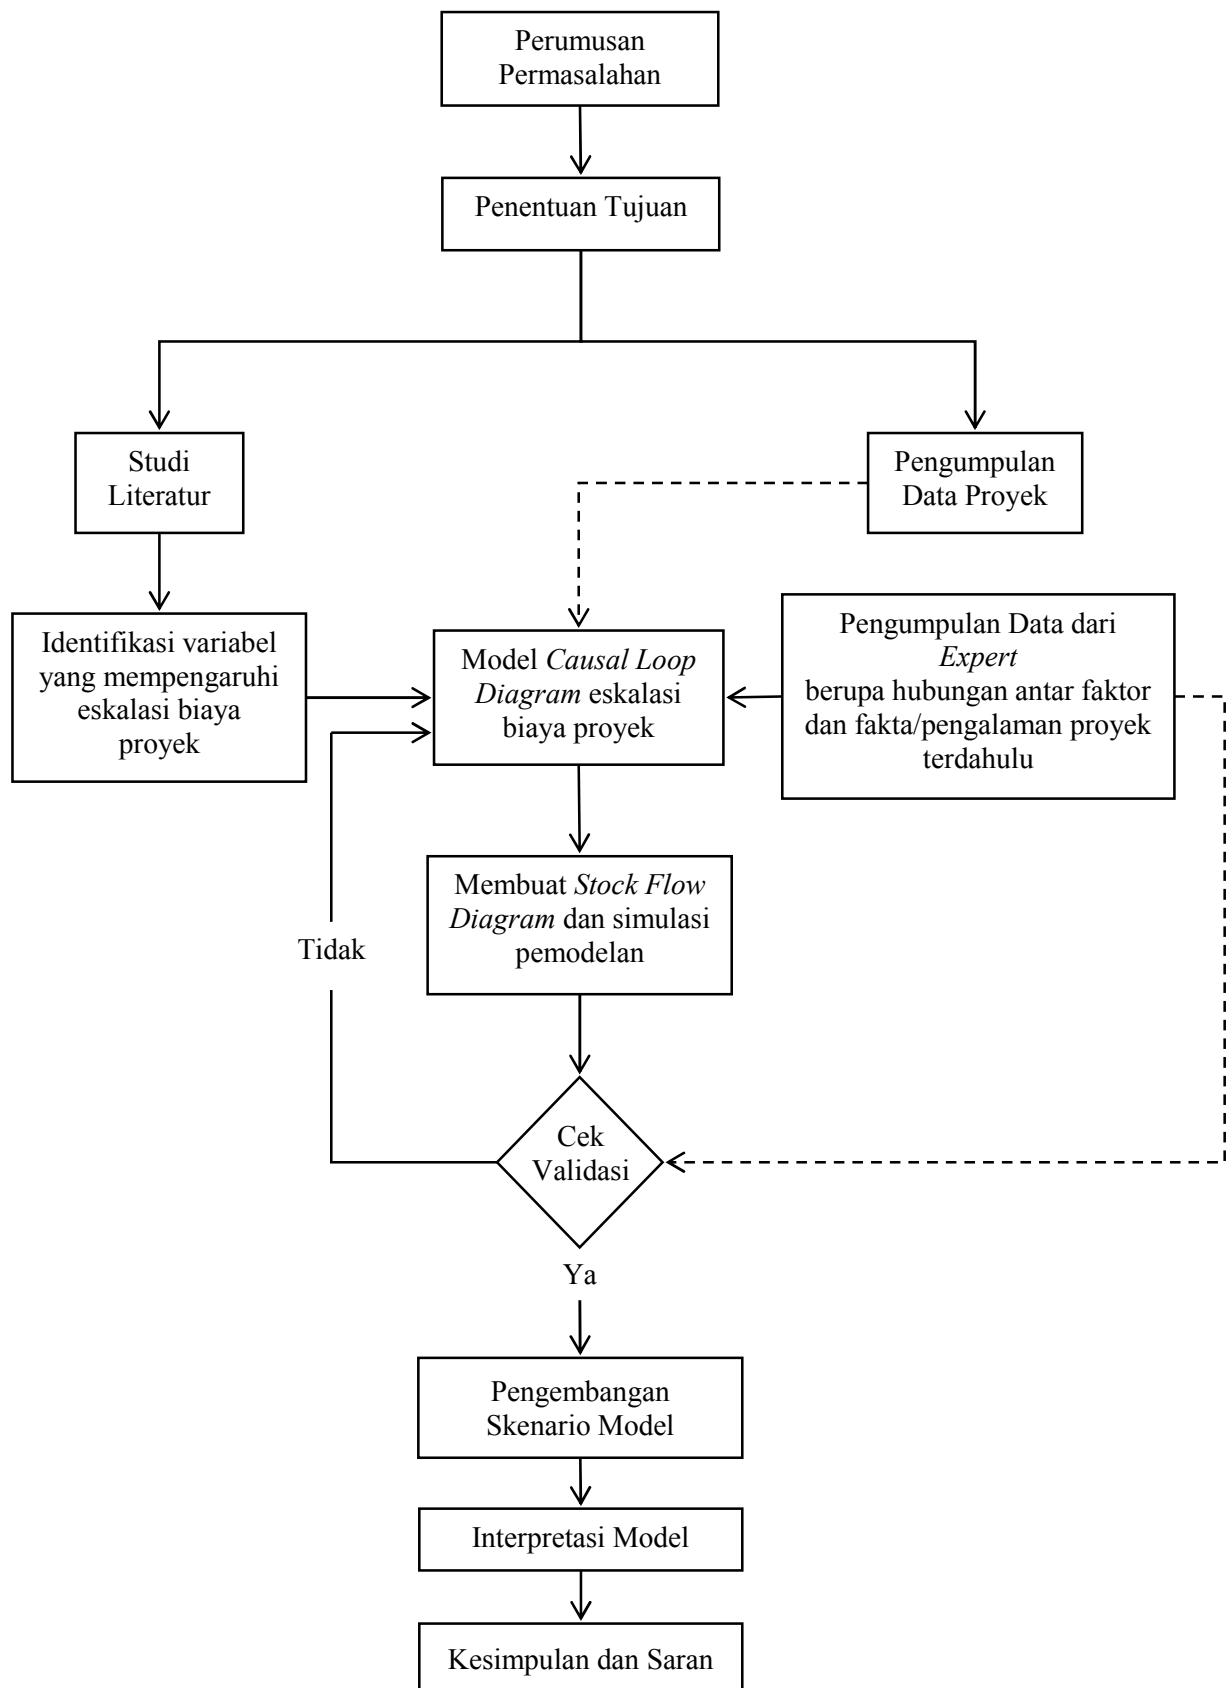 Perumusan
Permasalahan
Penentuan Tujuan
Studi
Literatur
Pengumpulan
Data Proyek
Identifikasi variabel
yang mempengaruhi
eskalasi biaya
proyek
Model Causal Loop
Diagram eskalasi
biaya proyek
Pengumpulan Data dari
Expert
berupa hubungan antar faktor
dan fakta/pengalaman proyek
terdahulu
Membuat Stock Flow
Diagram dan simulasi
pemodelan
Tidak
Cek
Validasi
Ya
Pengembangan
Skenario Model
Interpretasi Model
Kesimpulan dan Saran